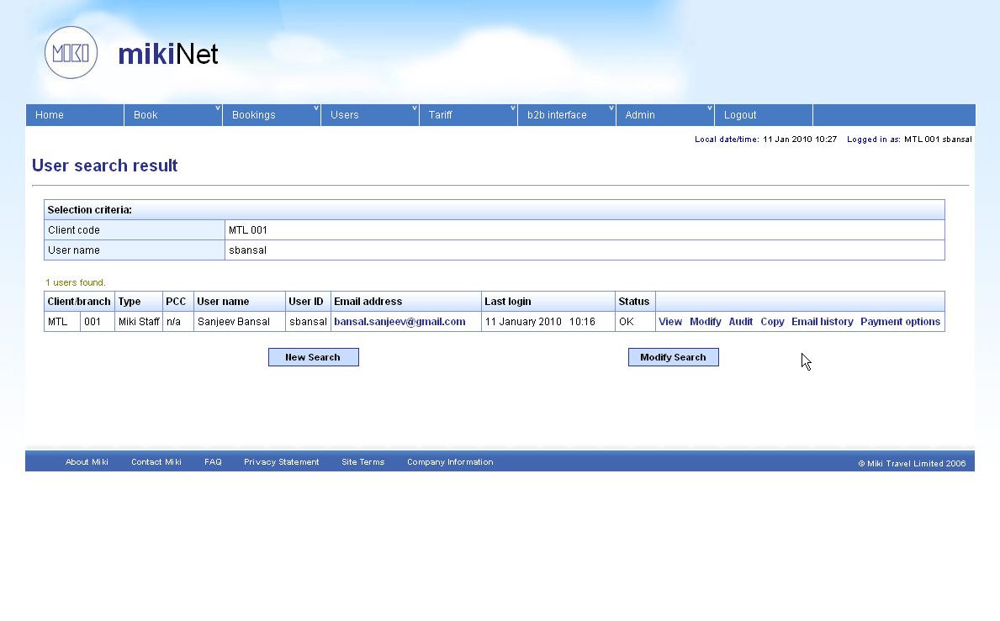 MIKI mikiNet
Home Book v Bookings v Users v Tariff v b2b interface v Admin v Logout
Local date/time: 11 Jan 2010 10:27 Logged in as: MTL 001 sbansal
User search result
Selection criteria:
Client code MTL 001
User name sbansal
1 users found.
Client/branch Type PCC User name User ID Email address Last login Status
MTL 001 Miki Staff n/a Sanjeev Bansal sbansal bansal.sanjeev@gmail.com 11 January 2010 10:16 OK View Modify Audit Copy Email history Payment options
New Search Modify Search
About Miki Contact Miki FAQ Privacy Statement Site Terms Company Information © Miki Travel Limited 2006